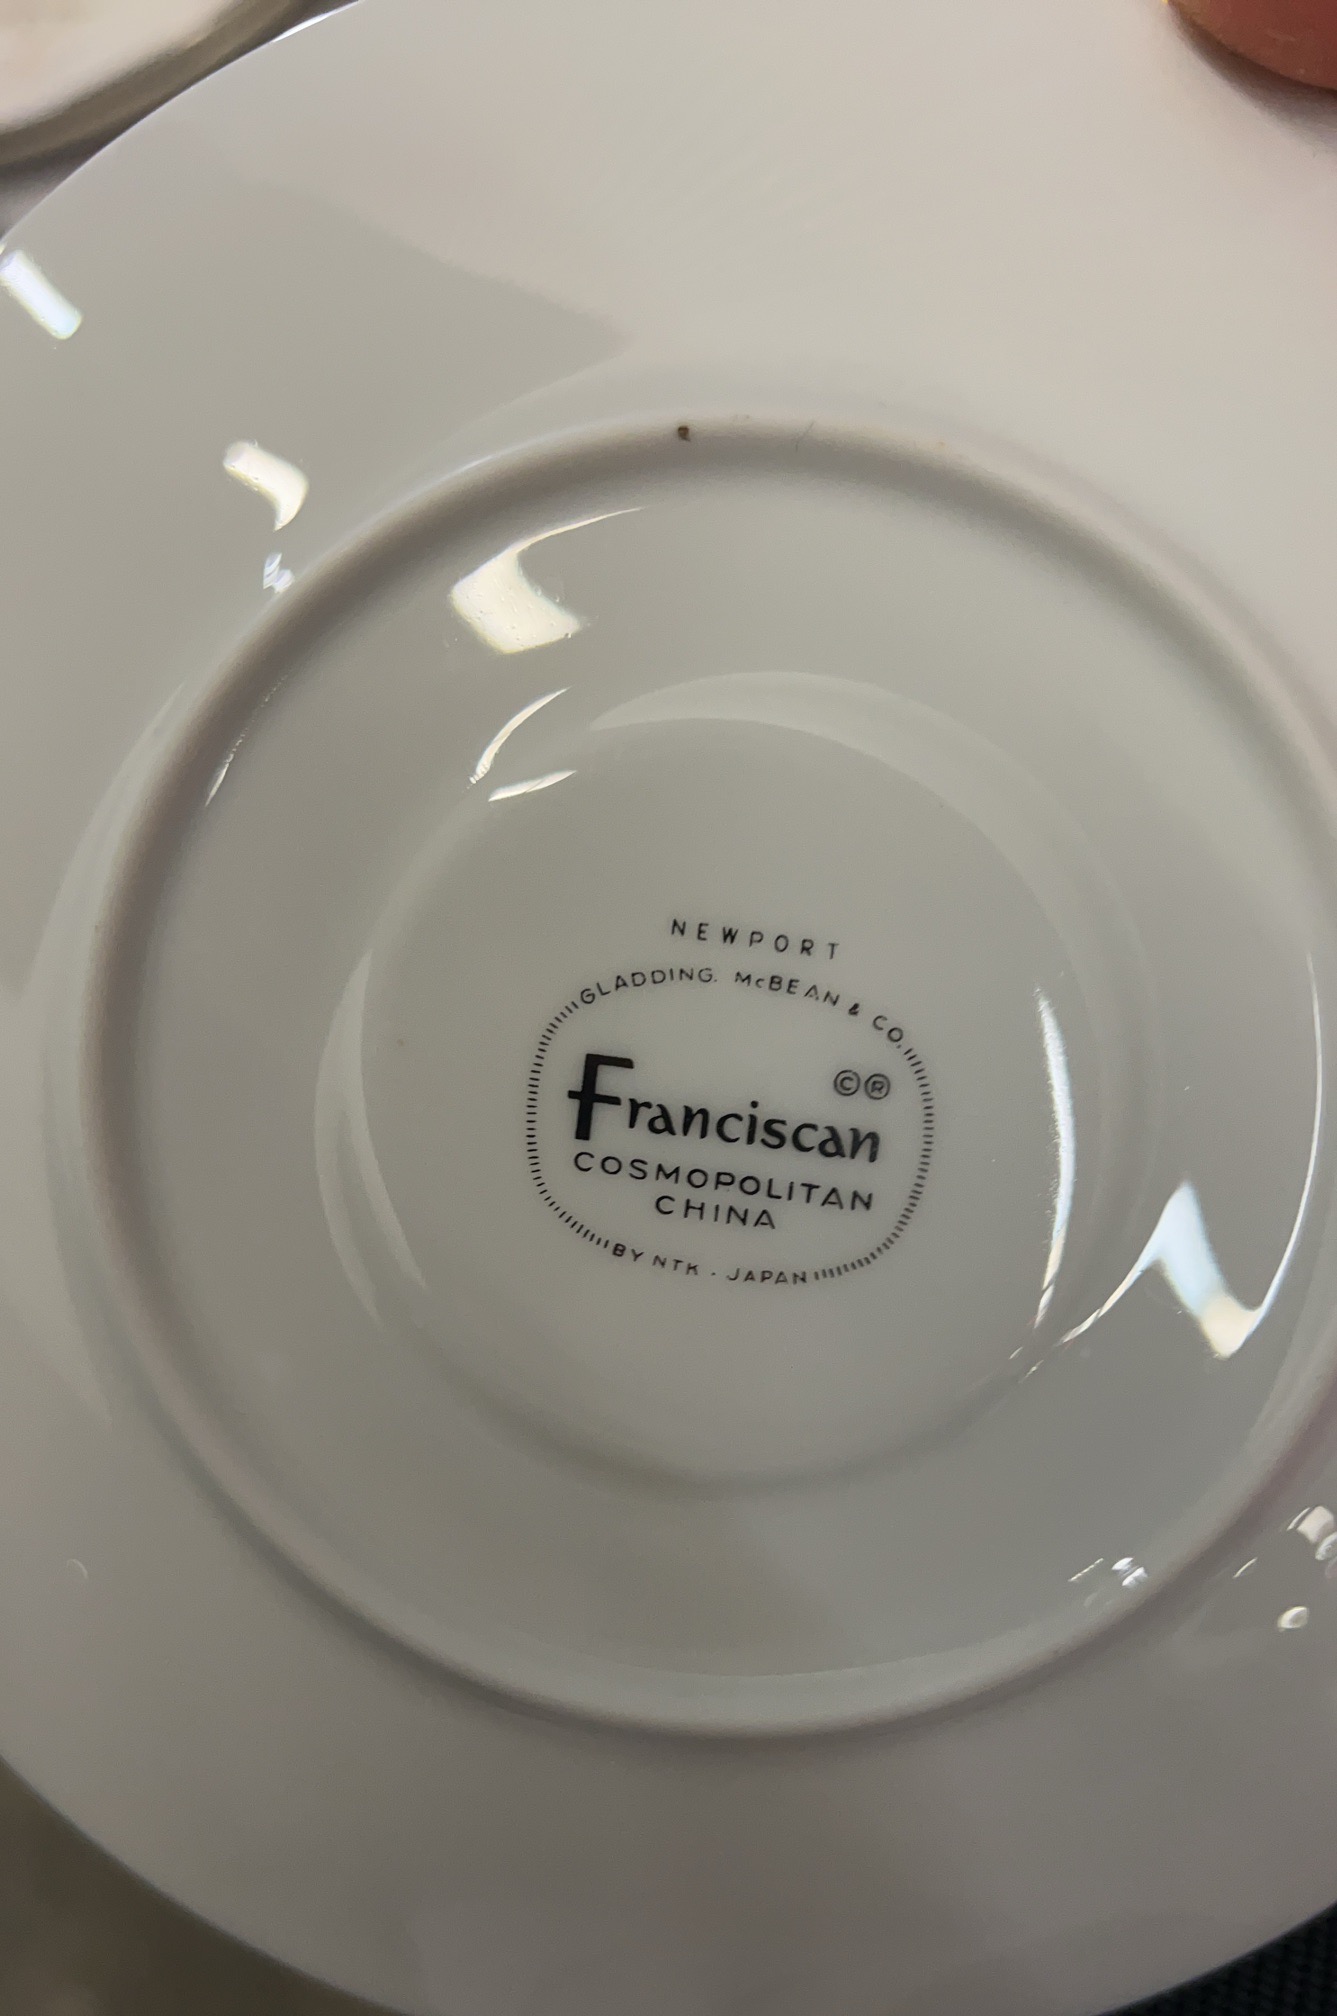 NEWPORT
GLADDING. McBEAN & CO.
©®
Franciscan
COSMOPOLITAN
CHINA
BY NTK . JAPAN